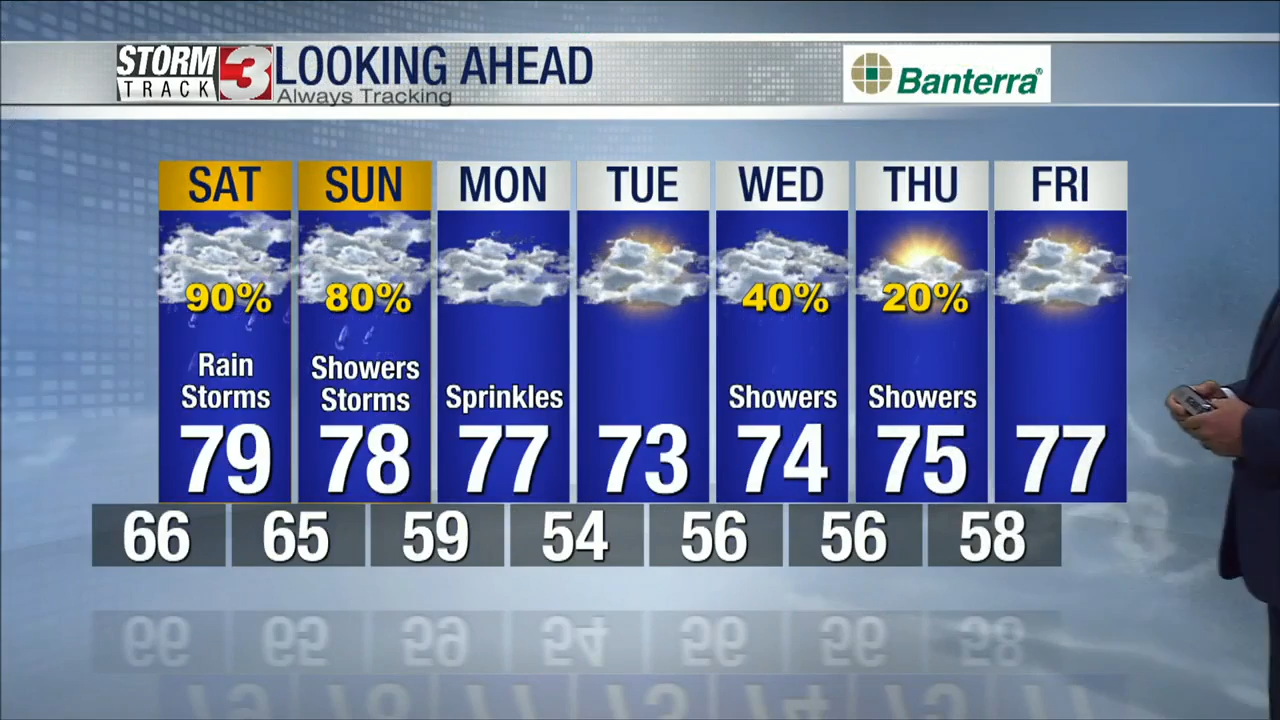 STORM
TRACK
3
LOOKING AHEAD
Always Tracking
Banterra®
SAT SUN MON TUE WED THU FRI
90% 80% 40% 20%
Rain Storms
Showers Storms
Sprinkles
Showers
Showers
79 78 77 73 74 75 77
66 65 59 54 56 56 58